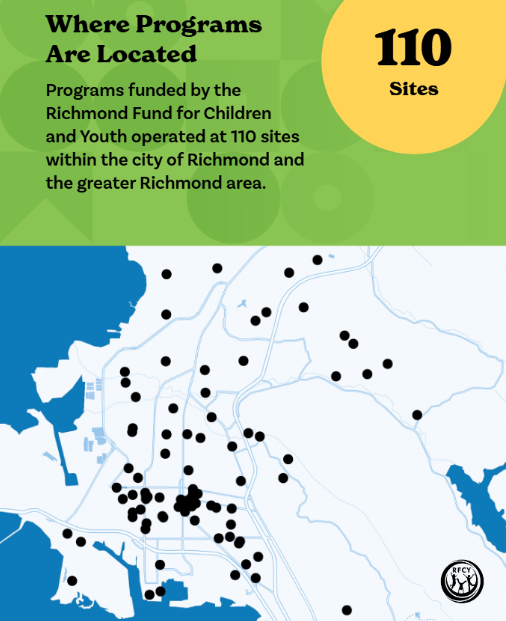 Where Programs
Are Located
110
Sites
Programs funded by the
Richmond Fund for Children
and Youth operated at 110 sites
within the city of Richmond and
the greater Richmond area.
RFCY